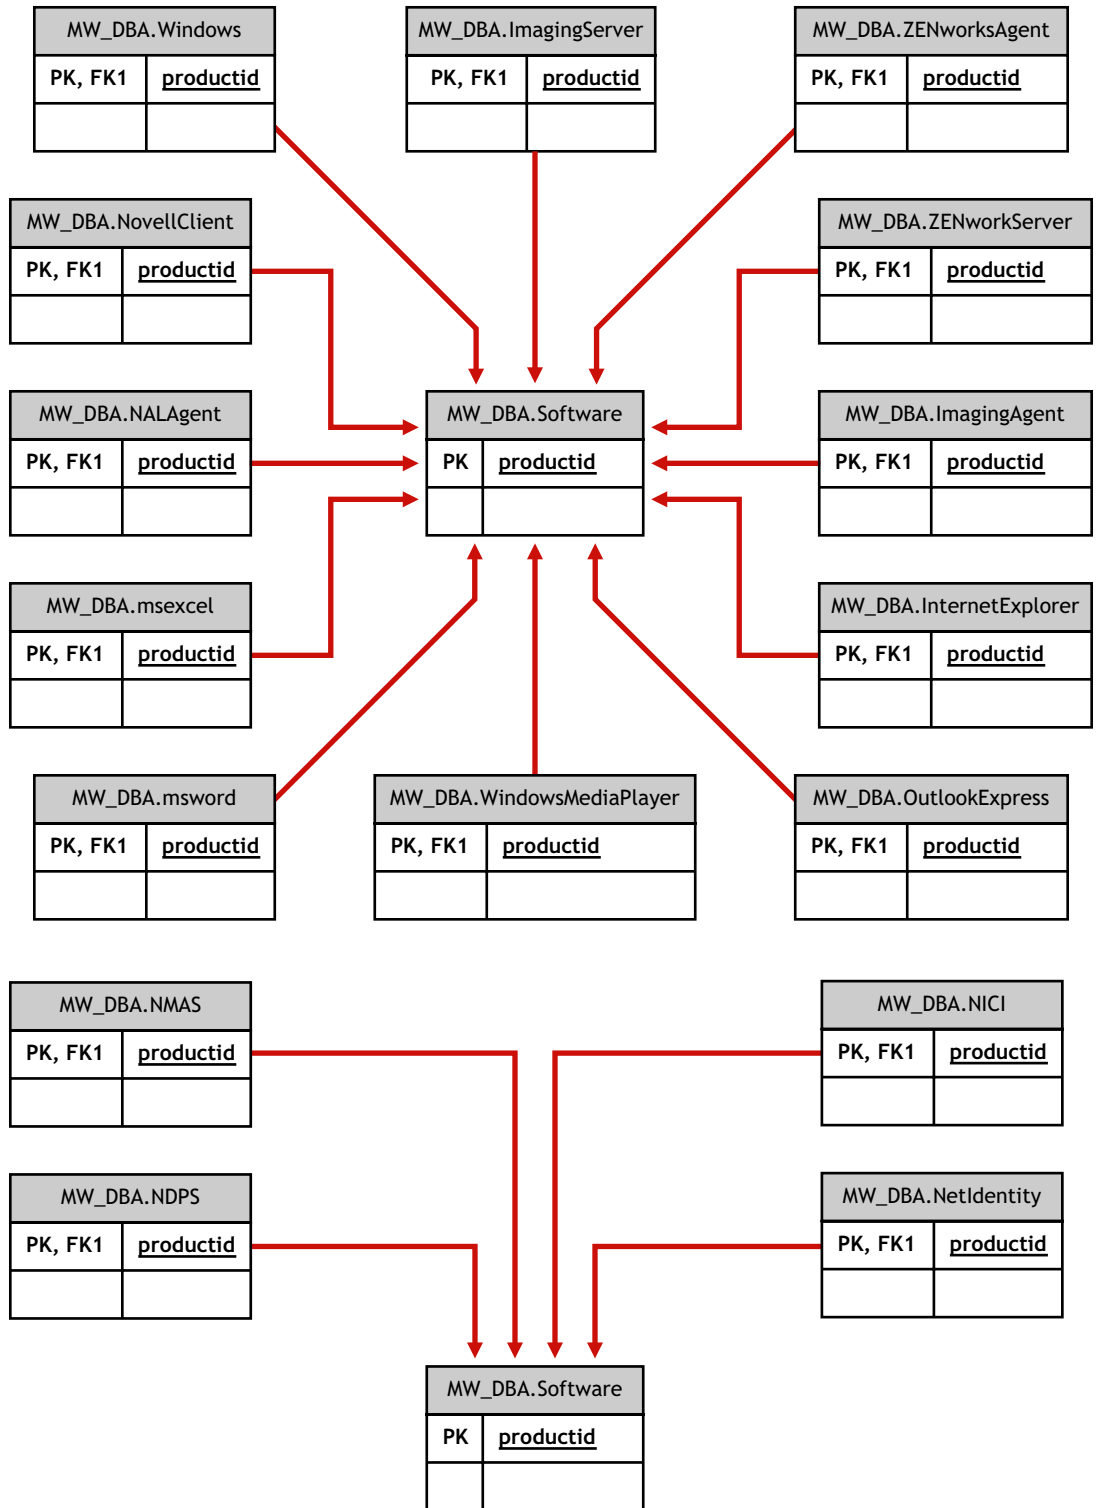 MW_DBA.Windows
PK, FK1 productid
MW_DBA.ImagingServer
PK, FK1 productid
MW_DBA.ZENworksAgent
PK, FK1 productid
MW_DBA.NovellClient
PK, FK1 productid
MW_DBA.ZENworkServer
PK, FK1 productid
MW_DBA.NALAgent
PK, FK1 productid
MW_DBA.Software
PK productid
MW_DBA.ImagingAgent
PK, FK1 productid
MW_DBA.msexcel
PK, FK1 productid
MW_DBA.InternetExplorer
PK, FK1 productid
MW_DBA.msword
PK, FK1 productid
MW_DBA.WindowsMediaPlayer
PK, FK1 productid
MW_DBA.OutlookExpress
PK, FK1 productid
MW_DBA.NMAS
PK, FK1 productid
MW_DBA.NICI
PK, FK1 productid
MW_DBA.NDPS
PK, FK1 productid
MW_DBA.NetIdentity
PK, FK1 productid
MW_DBA.Software
PK productid